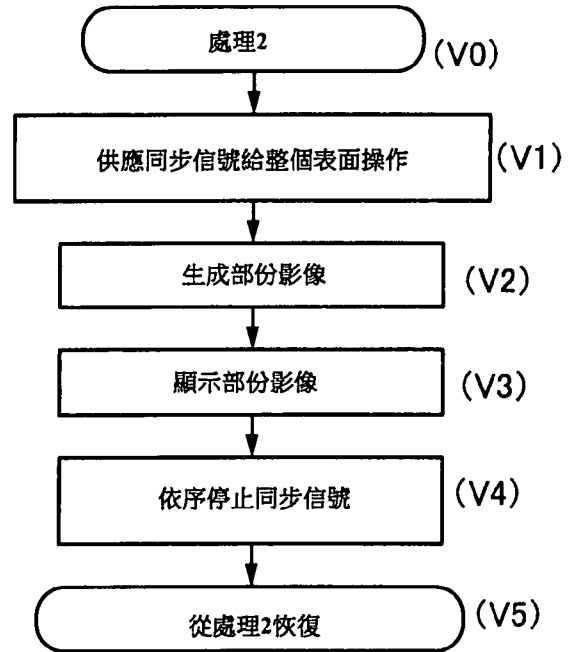 處理2
(V0)
供應同步信號給整個表面操作
(V1)
生成部份影像
(V2)
顯示部份影像
(V3)
依序停止同步信號
(V4)
從處理2恢復
(V5)